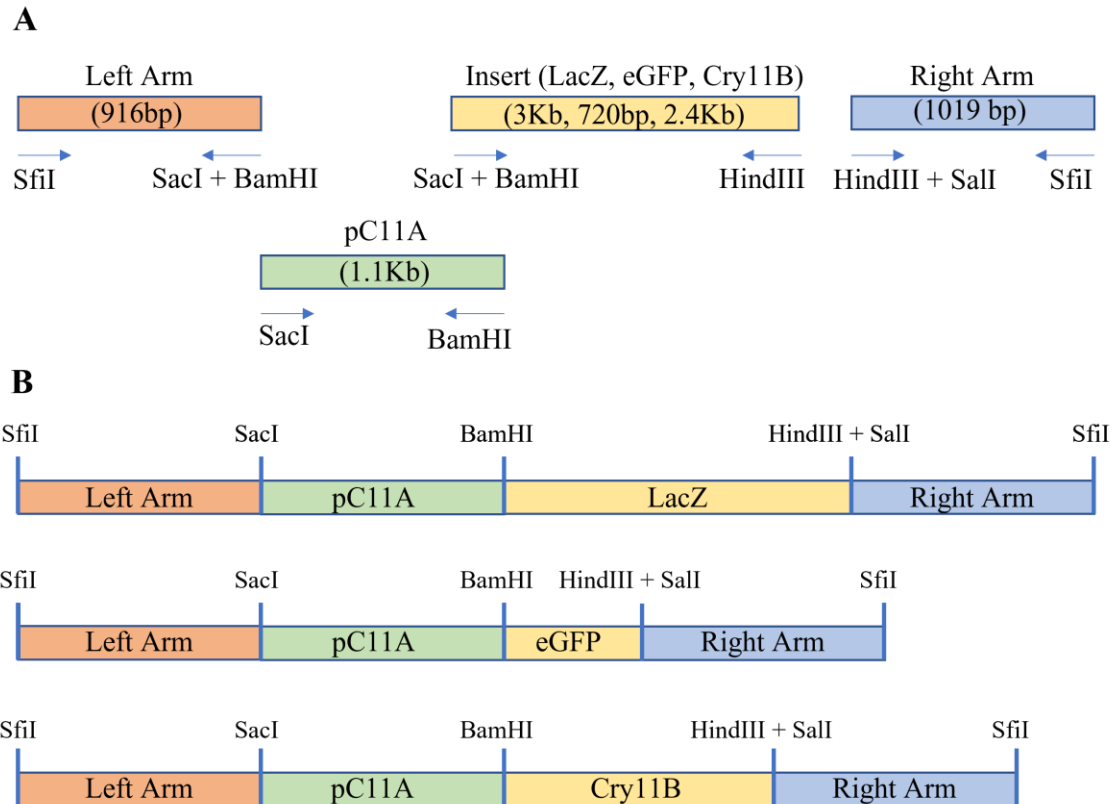 A
Left Arm Insert (LacZ, eGFP, Cry11B) Right Arm
(916bp) (3Kb, 720bp, 2.4Kb) (1019 bp)
SfiI SacI + BamHI SacI + BamHI HindIII HindIII + SalI SfiI
pC11A
(1.1Kb)
SacI BamHI
B
SfiI SacI BamHI HindIII + SalI SfiI
Left Arm pC11A LacZ Right Arm
SfiI SacI BamHI HindIII + SalI SfiI
Left Arm pC11A eGFP Right Arm
SfiI SacI BamHI HindIII + SalI SfiI
Left Arm pC11A Cry11B Right Arm